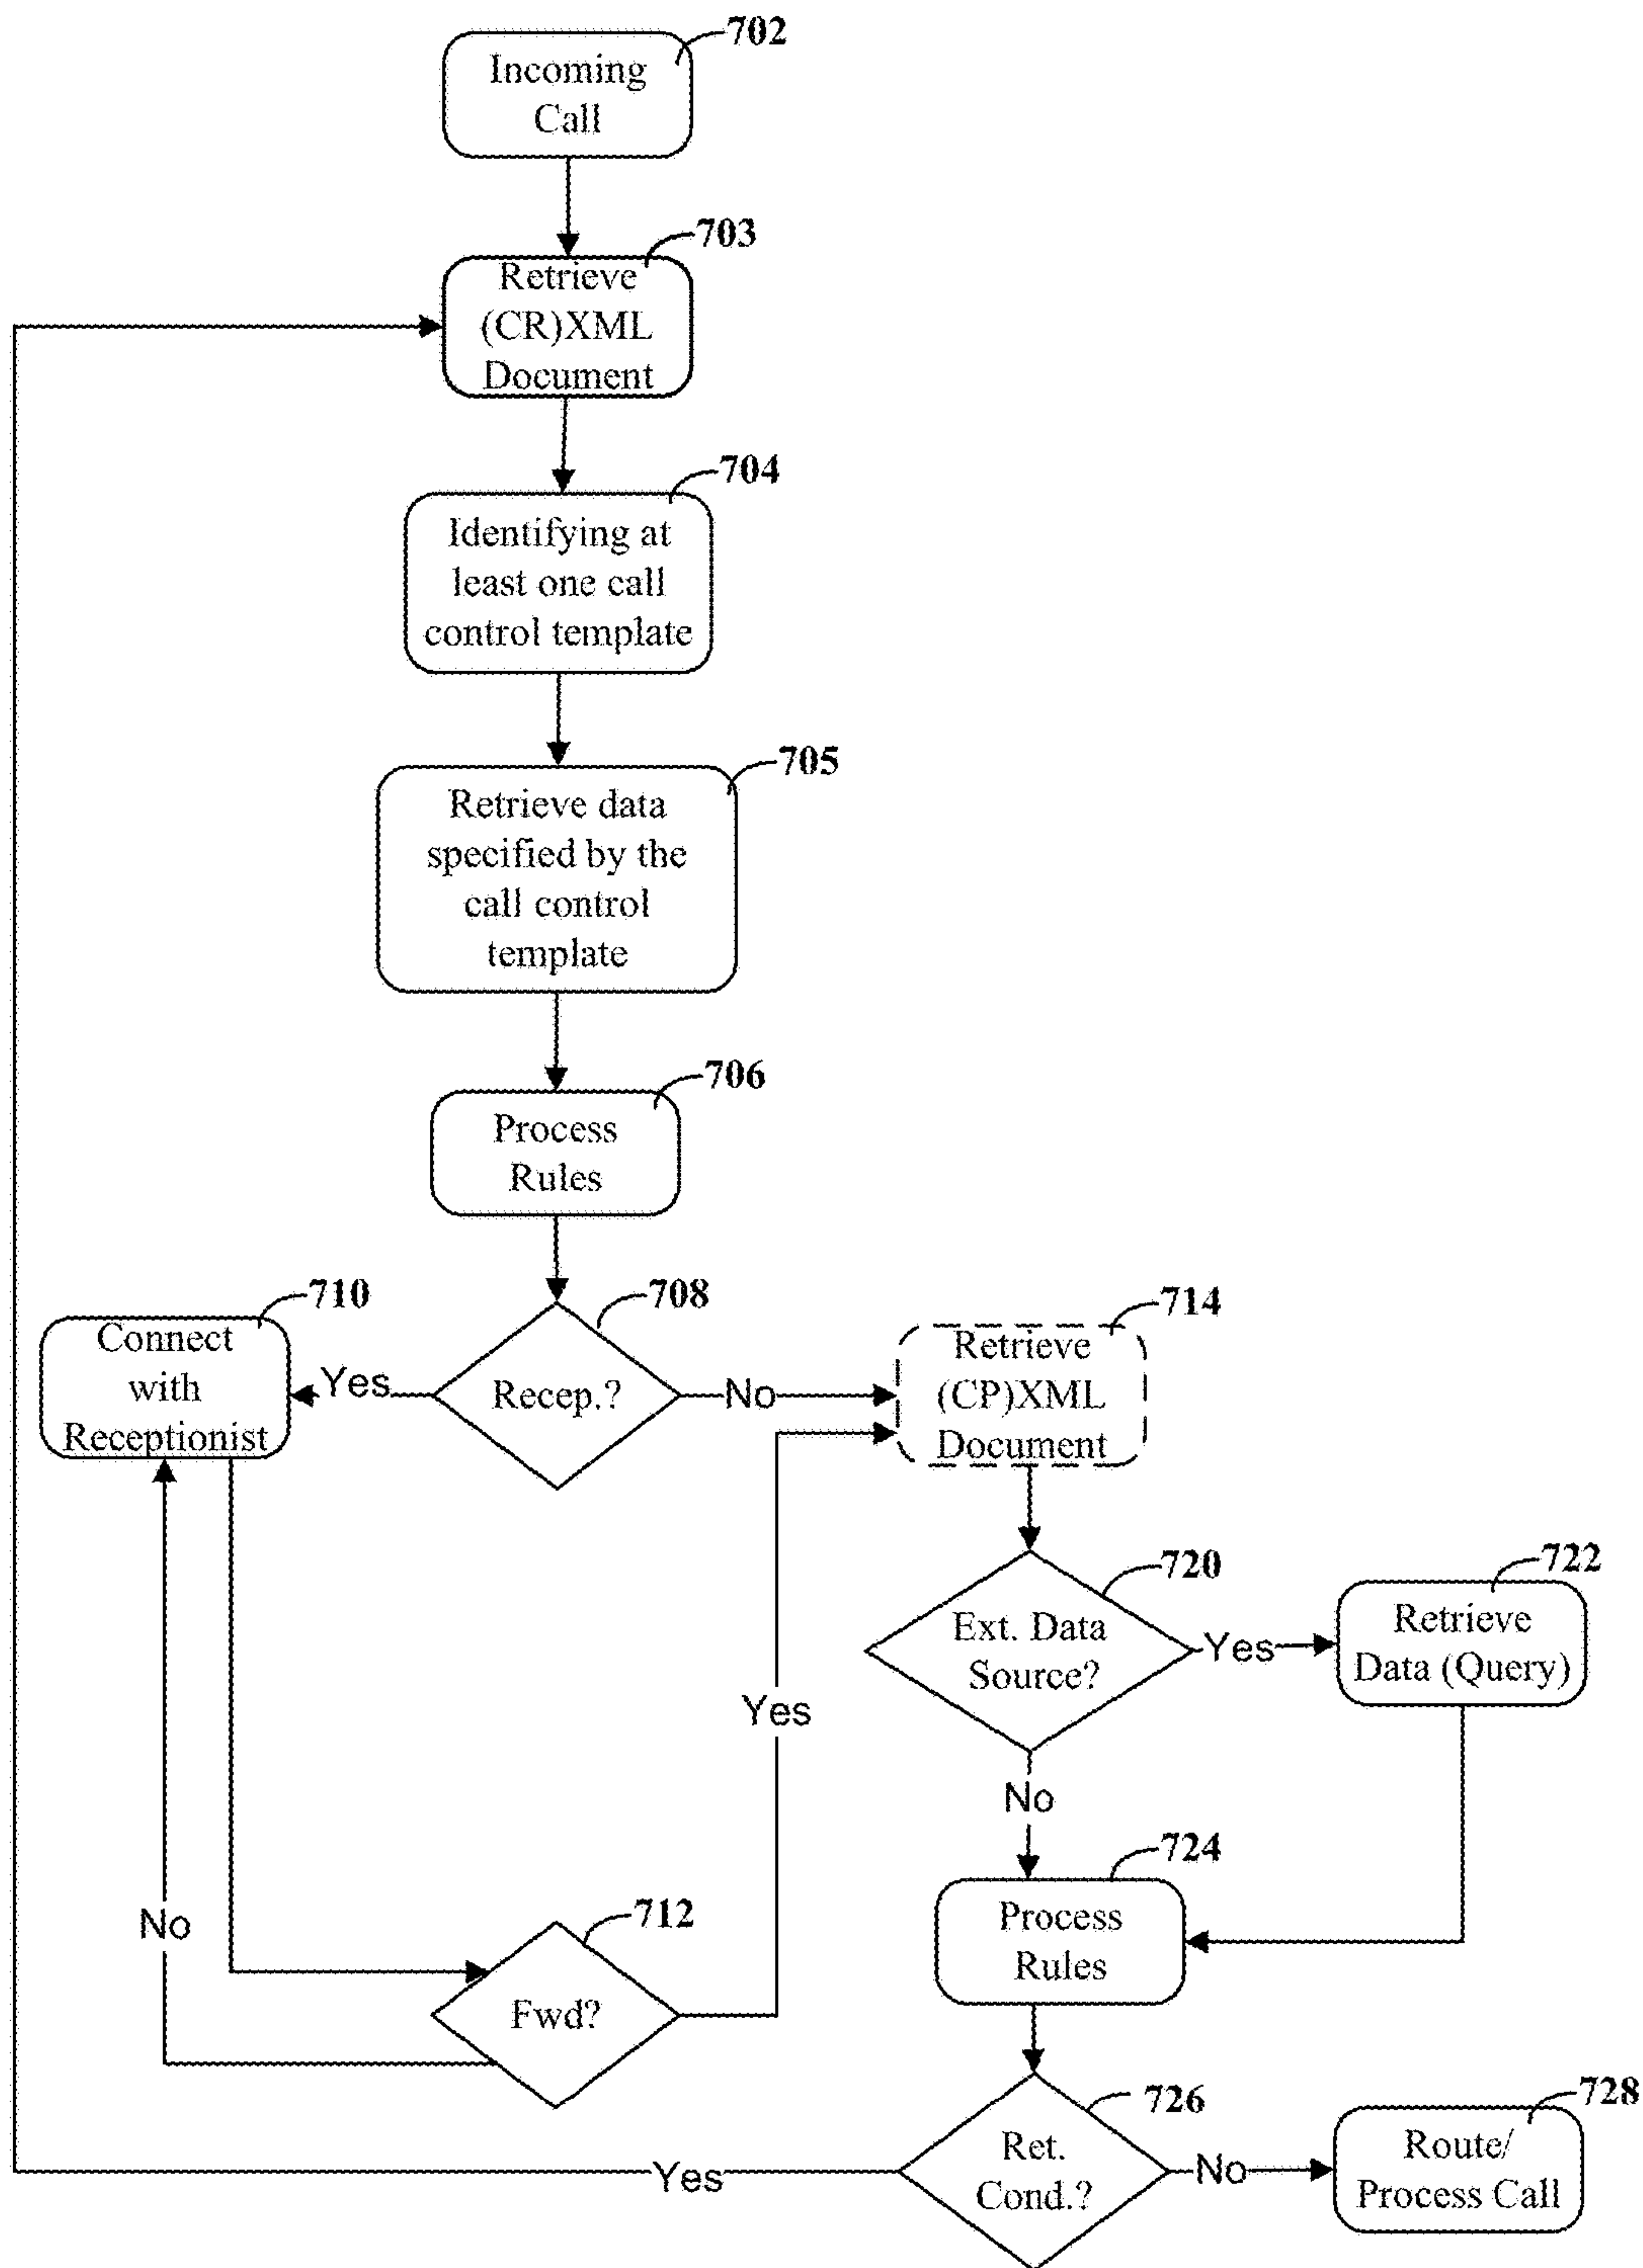 702
Incoming
Call
703
Retrieve
(CR)XML
Document
704
Identifying at
least one call
control template
705
Retrieve data
specified by the
call control
template
706
Process
Rules
708
Recep.?
Yes
No
710
Connect
with
Receptionist
714
Retrieve
(CP)XML
Document
720
Ext. Data
Source?
Yes
No
722
Retrieve
Data (Query)
712
Fwd?
Yes
No
724
Process
Rules
726
Ret.
Cond.?
Yes
No
728
Route/
Process Call